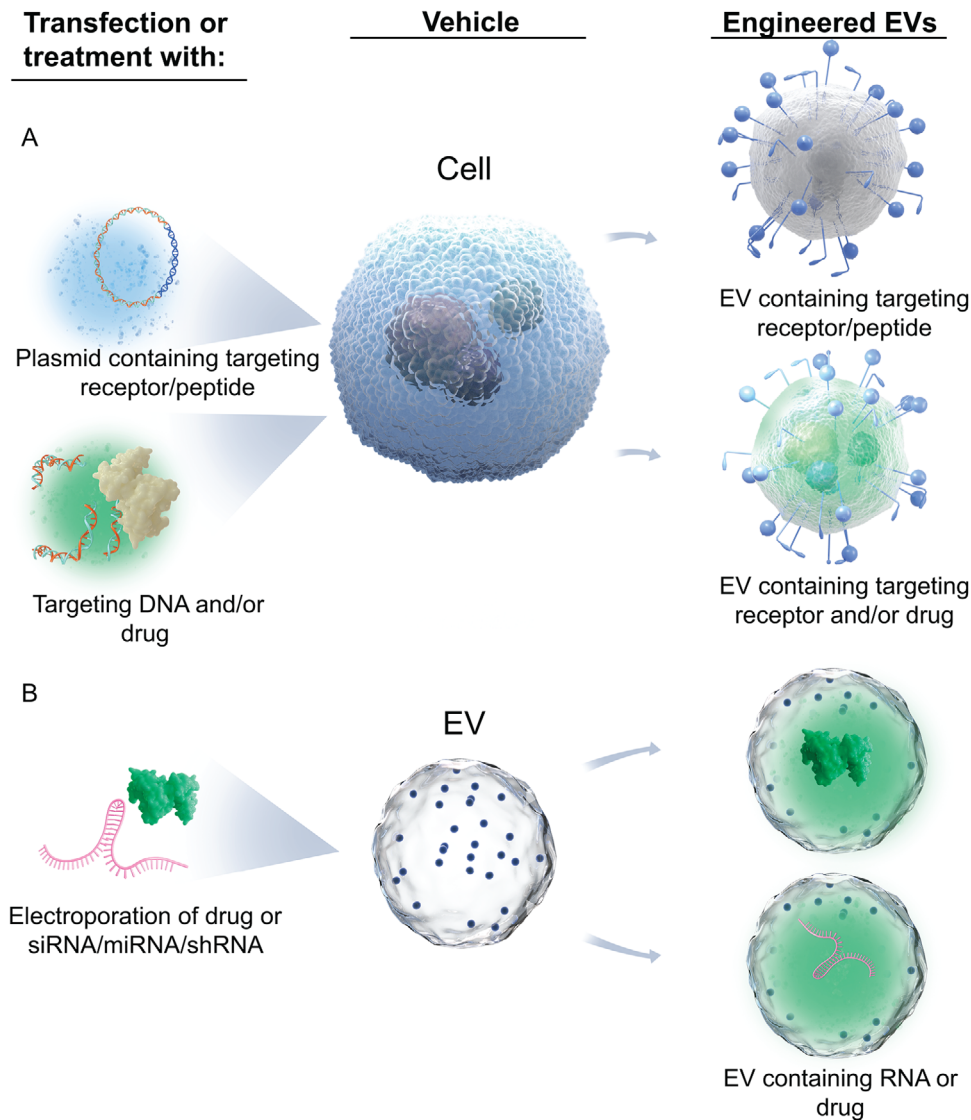 Transfection or
treatment with:
Vehicle
Engineered EVs
A
Cell
Plasmid containing targeting
receptor/peptide
EV containing targeting
receptor/peptide
Targeting DNA and/or
drug
EV containing targeting
receptor and/or drug
B
EV
Electroporation of drug or
siRNA/miRNA/shRNA
EV containing RNA or
drug